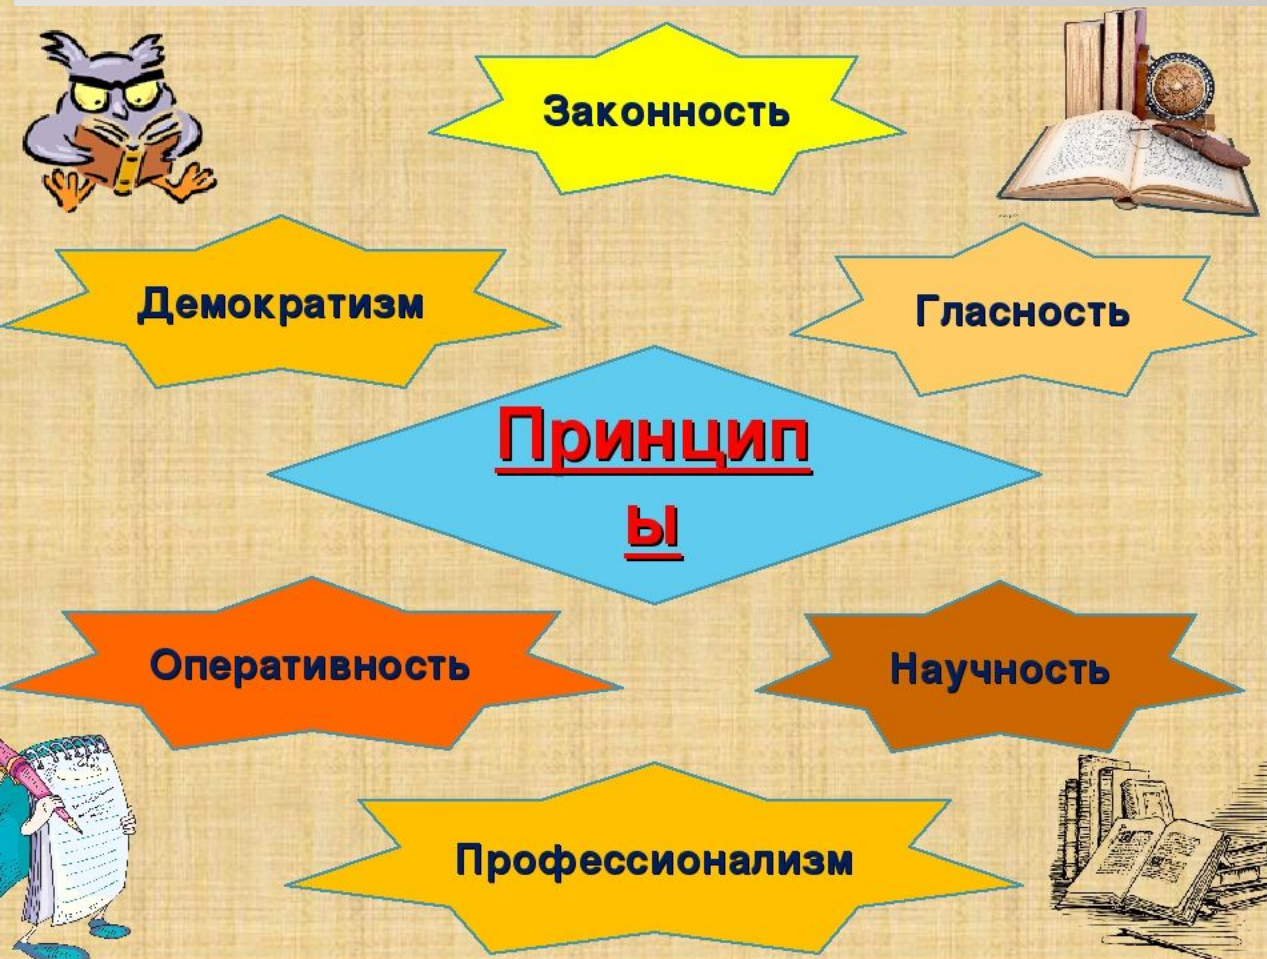 Законность
Демократизм
Гласность
Принцип
ы
Оперативность
Научность
Профессионализм